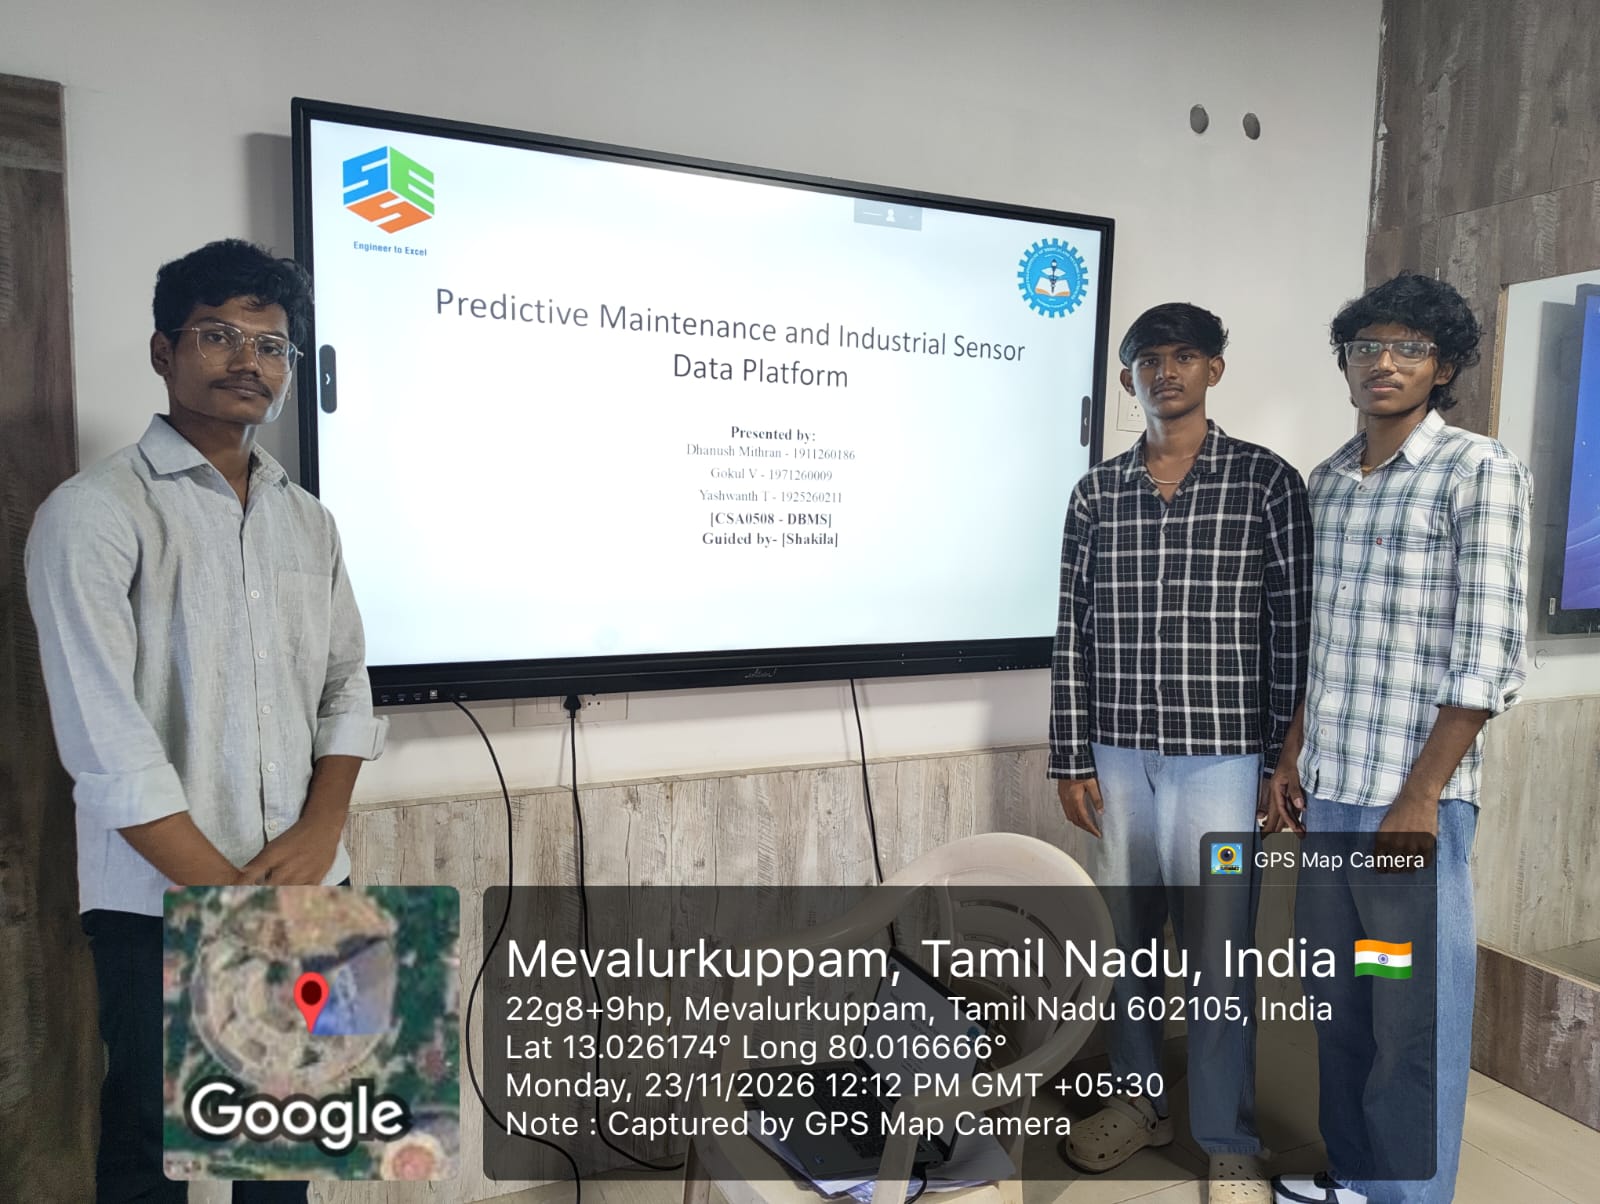 SES
Engineer to Excel
Predictive Maintenance and Industrial Sensor
Data Platform
Presented by:
Dhanush Mithran - 1911260186
Gokul V - 1971260009
Yashwanth T - 1925260211
[CSA0508 - DBMS]
Guided by- [Shakila]
GPS Map Camera
Mevalurkuppam, Tamil Nadu, India
22g8+9hp, Mevalurkuppam, Tamil Nadu 602105, India
Lat 13.026174° Long 80.016666°
Monday, 23/11/2026 12:12 PM GMT +05:30
Note : Captured by GPS Map Camera
Google